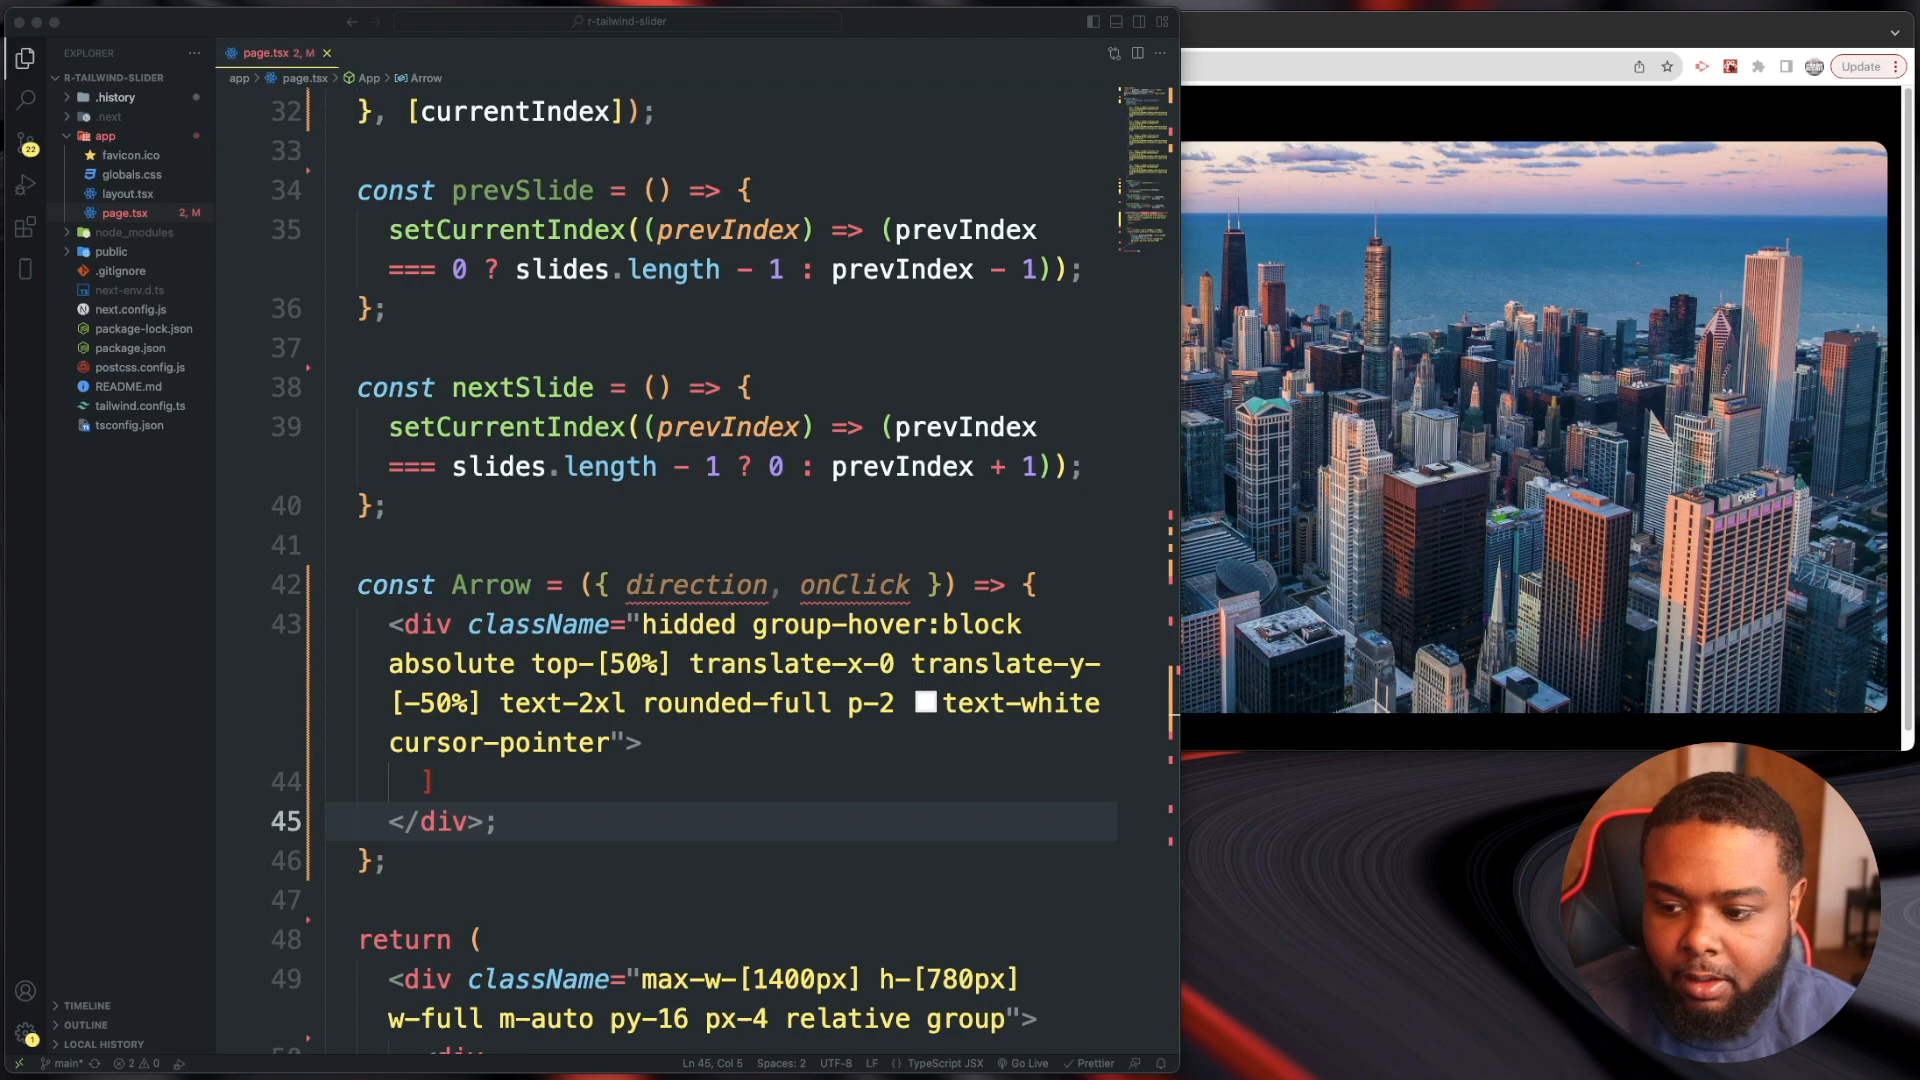 r-tailwind-slider
EXPLORER
R-TAILWIND-SLIDER
.history
.next
app
favicon.ico
globals.css
layout.tsx
page.tsx 2, M
node_modules
public
.gitignore
next-env.d.ts
next.config.js
package-lock.json
package.json
postcss.config.js
README.md
tailwind.config.ts
tsconfig.json
TIMELINE
OUTLINE
LOCAL HISTORY
22
1
page.tsx 2, M
app > page.tsx > App > Arrow
32 }, [currentIndex]);
33
34 const prevSlide = () => {
35 setCurrentIndex((prevIndex) => (prevIndex
=== 0 ? slides.length - 1 : prevIndex - 1));
36 };
37
38 const nextSlide = () => {
39 setCurrentIndex((prevIndex) => (prevIndex
=== slides.length - 1 ? 0 : prevIndex + 1));
40 };
41
42 const Arrow = ({ direction, onClick }) => {
43 <div className="hidded group-hover:block
absolute top-[50%] translate-x-0 translate-y-
[-50%] text-2xl rounded-full p-2 text-white
cursor-pointer">
44 ]
45 </div>;
46 };
47
48 return (
49 <div className="max-w-[1400px] h-[780px]
w-full m-auto py-16 px-4 relative group">
50 <div
main* 2 0
Ln 45, Col 5 Spaces: 2 UTF-8 LF {} TypeScript JSX Go Live Prettier
Update
CHASE